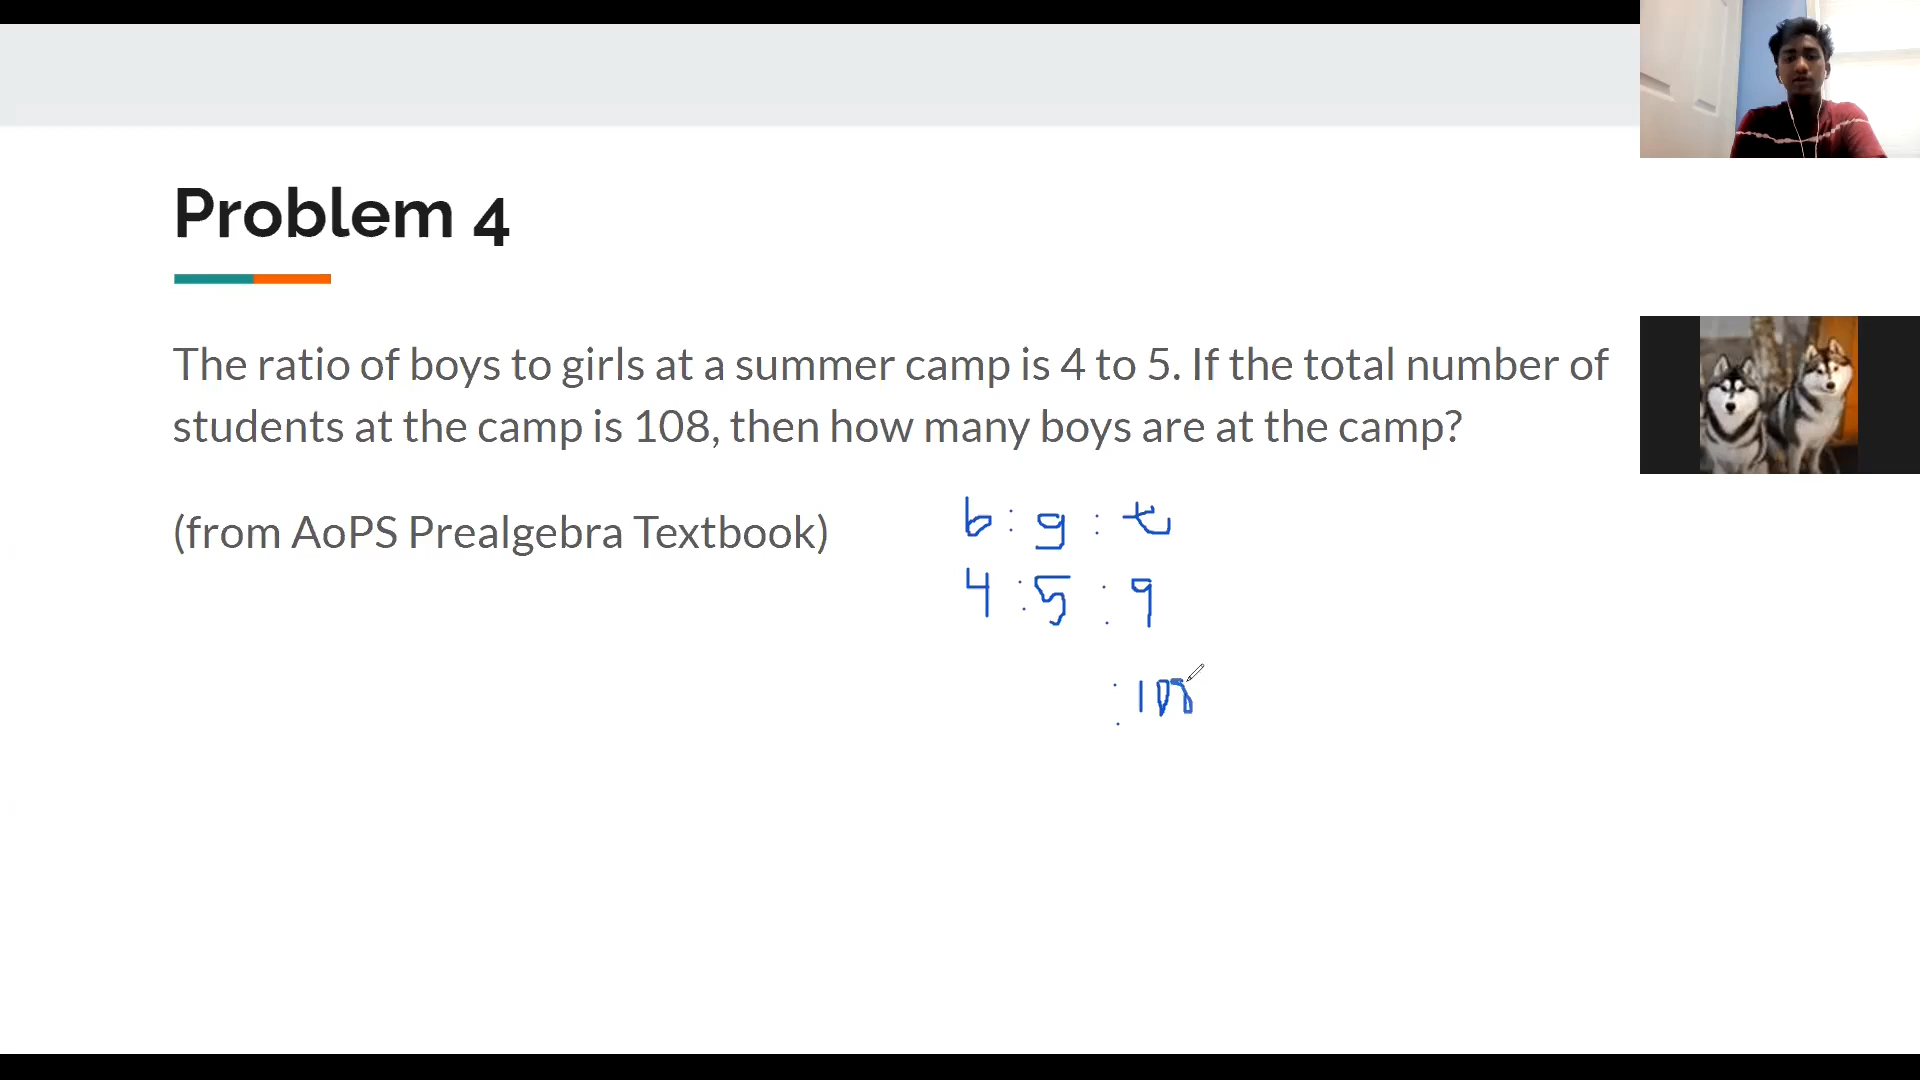 Problem 4
The ratio of boys to girls at a summer camp is 4 to 5. If the total number of
students at the camp is 108, then how many boys are at the camp?
(from AoPS Prealgebra Textbook)
b : g : t
4 : 5 : 9
: 108